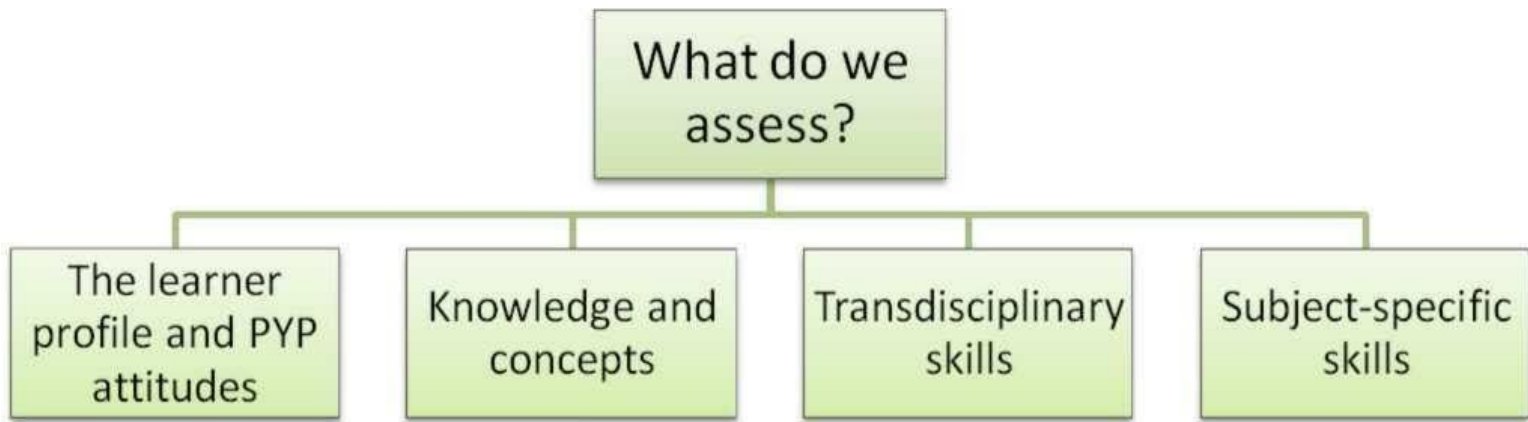 What do we
assess?
The learner
profile and PYP
attitudes
Knowledge and
concepts
Transdisciplinary
skills
Subject-specific
skills